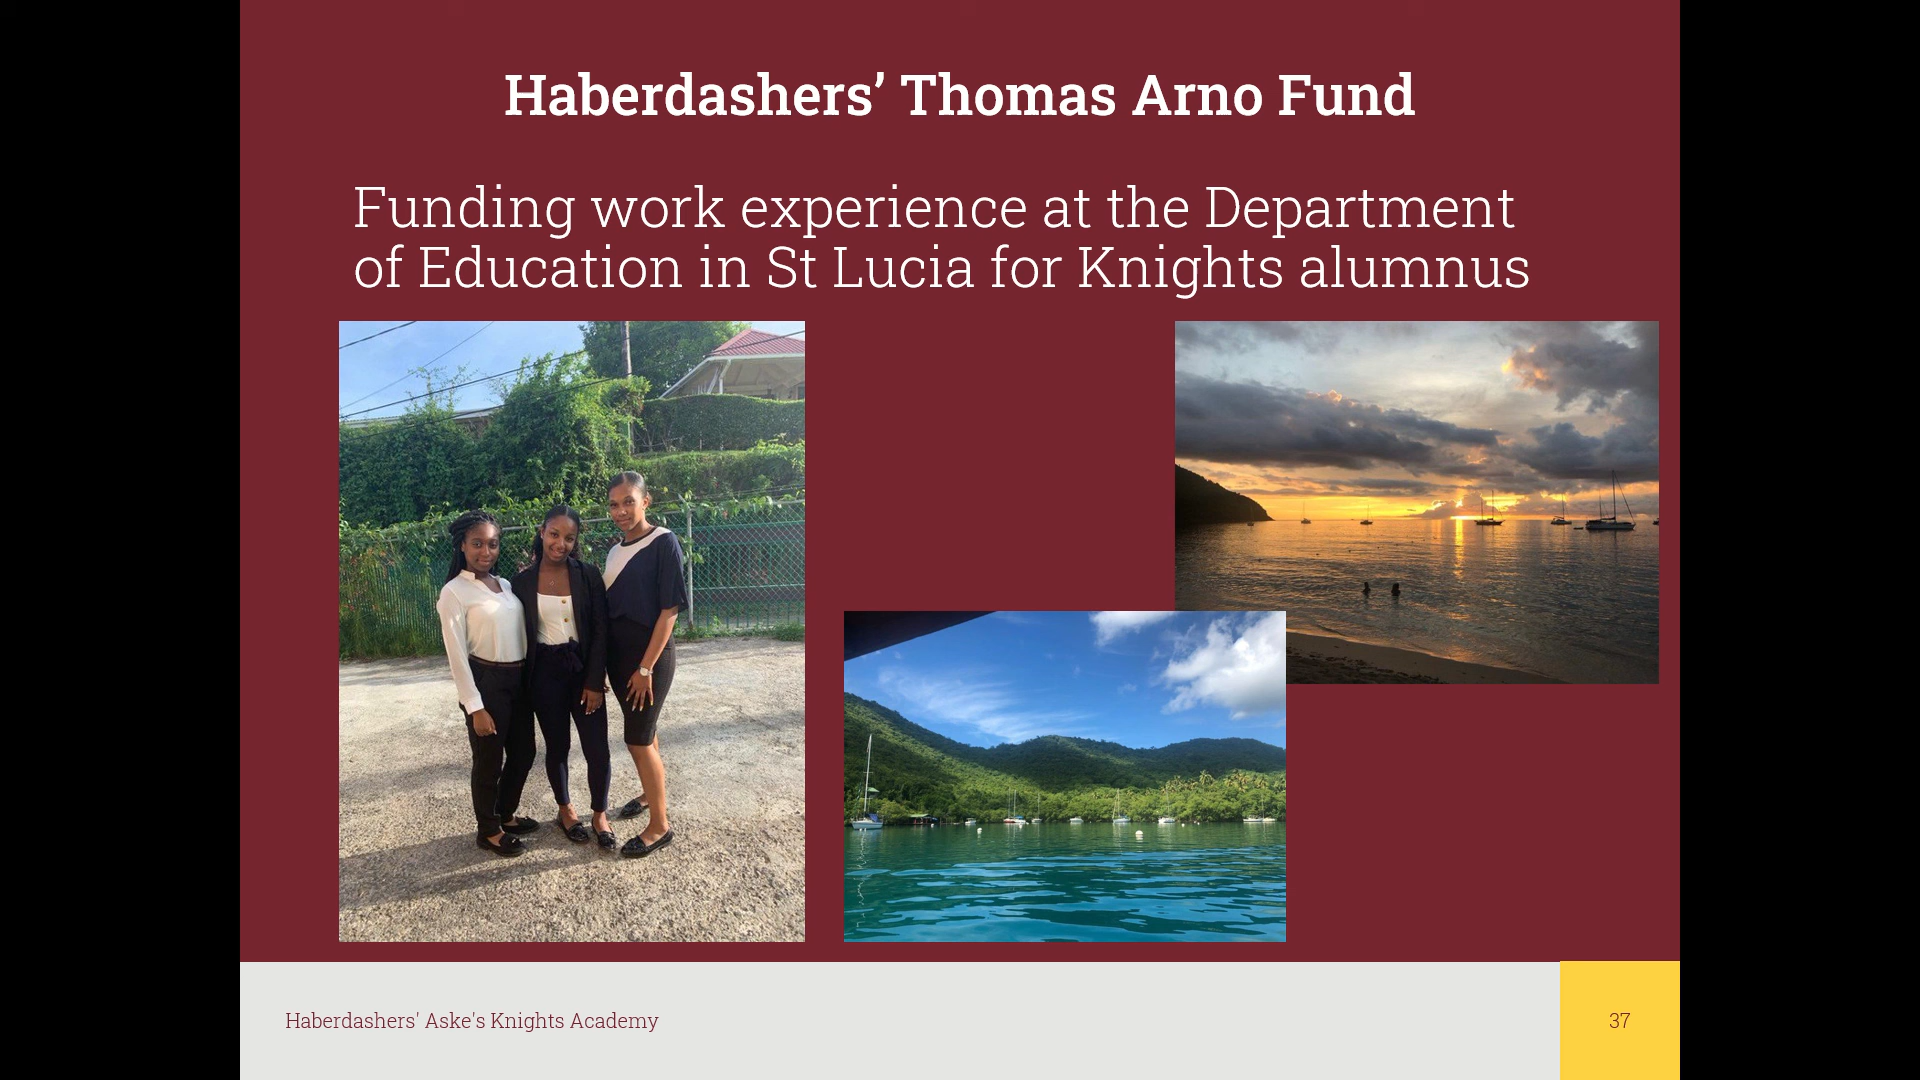 Haberdashers’ Thomas Arno Fund
Funding work experience at the Department
of Education in St Lucia for Knights alumnus
Haberdashers' Aske's Knights Academy
37